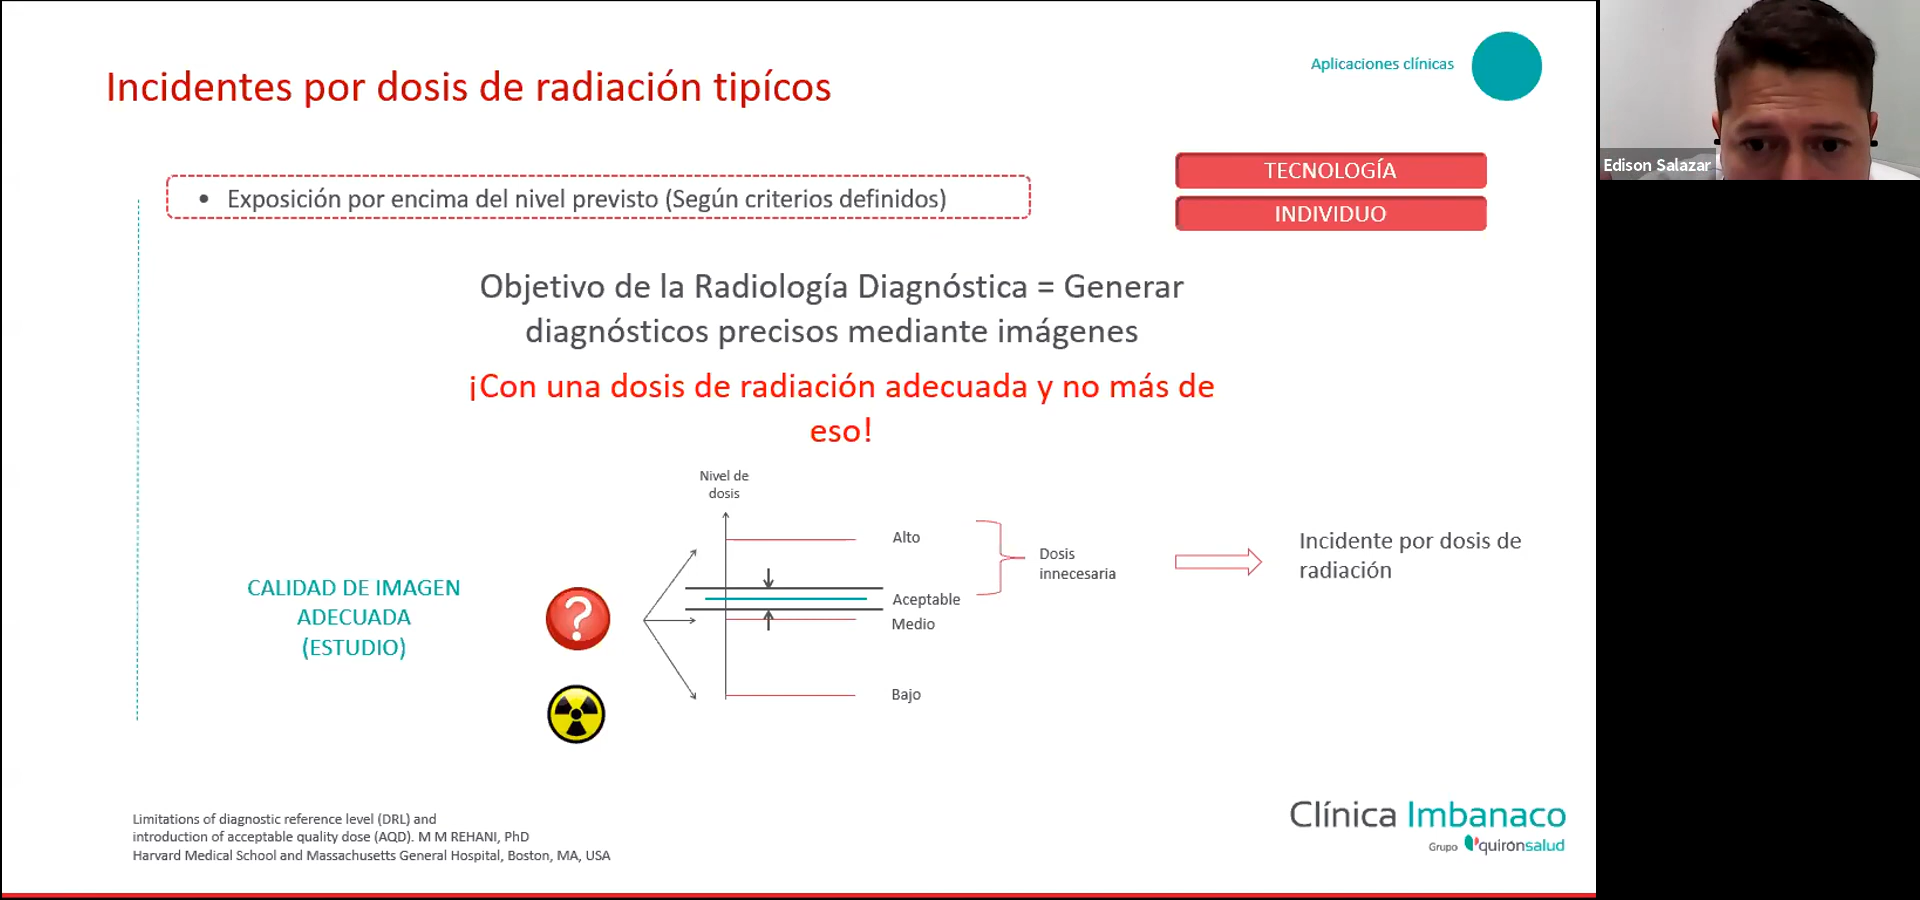 Aplicaciones clínicas
Incidentes por dosis de radiación tipícos
TECNOLOGÍA
Edison Salazar
• Exposición por encima del nivel previsto (Según criterios definidos)
INDIVIDUO
Objetivo de la Radiología Diagnóstica = Generar
diagnósticos precisos mediante imágenes
¡Con una dosis de radiación adecuada y no más de
eso!
Nivel de
dosis
Alto
Dosis
innecesaria
Incidente por dosis de
radiación
CALIDAD DE IMAGEN
ADECUADA
(ESTUDIO)
?
Aceptable
Medio
Bajo
Limitations of diagnostic reference level (DRL) and
introduction of acceptable quality dose (AQD). M M REHANI, PhD
Harvard Medical School and Massachusetts General Hospital, Boston, MA, USA
Clínica Imbanaco
Grupo quirónsalud